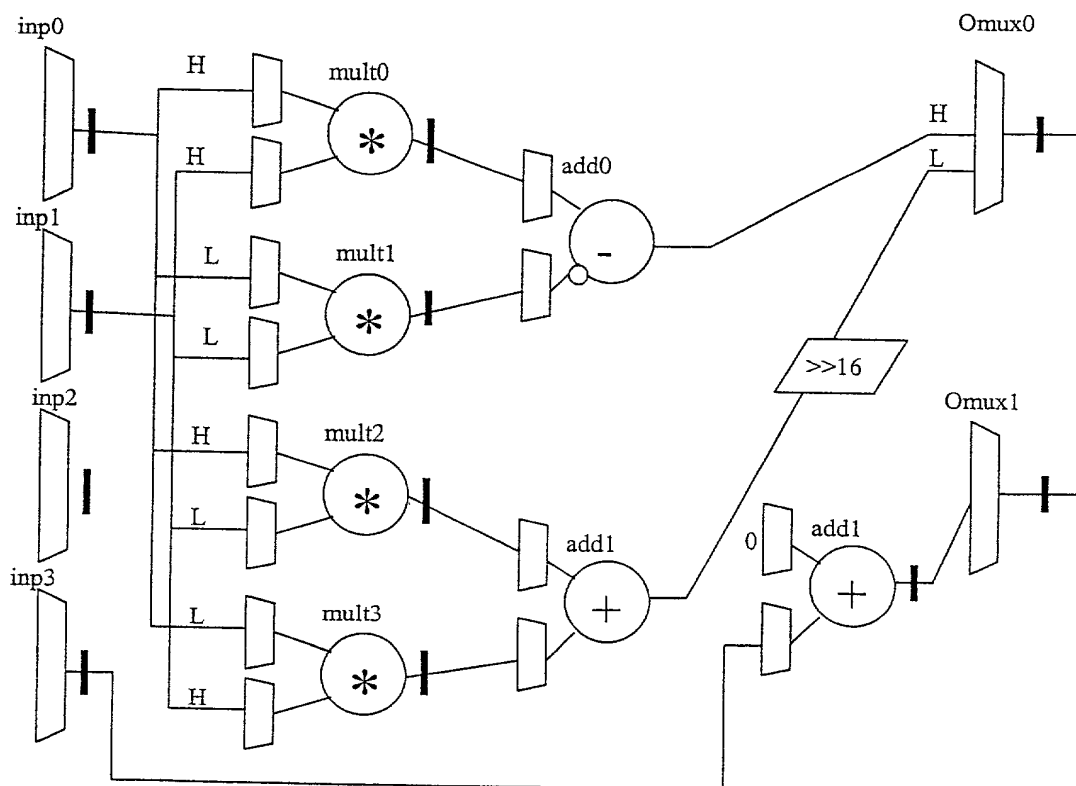 inp0
Omux0
H
mult0
*
H
H
add0
L
inp1
-
L
mult1
*
L
>>16
inp2
Omux1
H
mult2
*
L
0
add1
add1
+
+
inp3
L
mult3
*
H